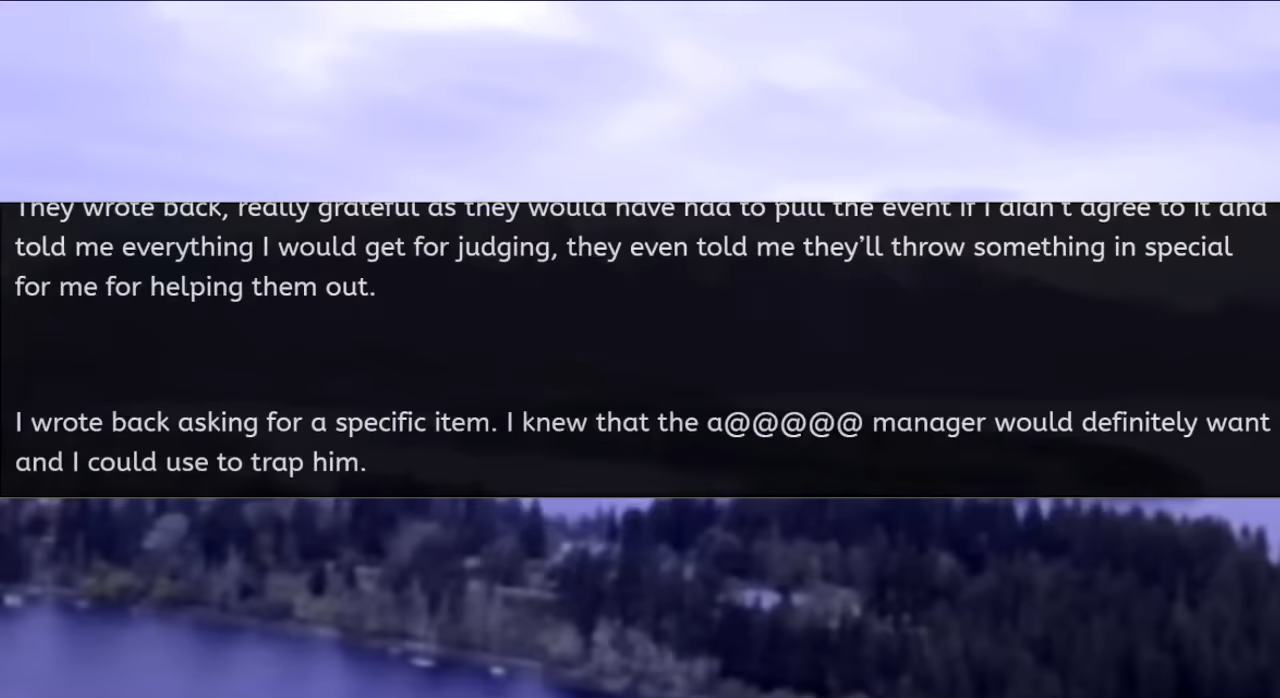 They wrote back, really grateful as they would have had to pull the event if I didn't agree to it and
told me everything I would get for judging, they even told me they’ll throw something in special
for me for helping them out.
I wrote back asking for a specific item. I knew that the a@@@@@ manager would definitely want
and I could use to trap him.